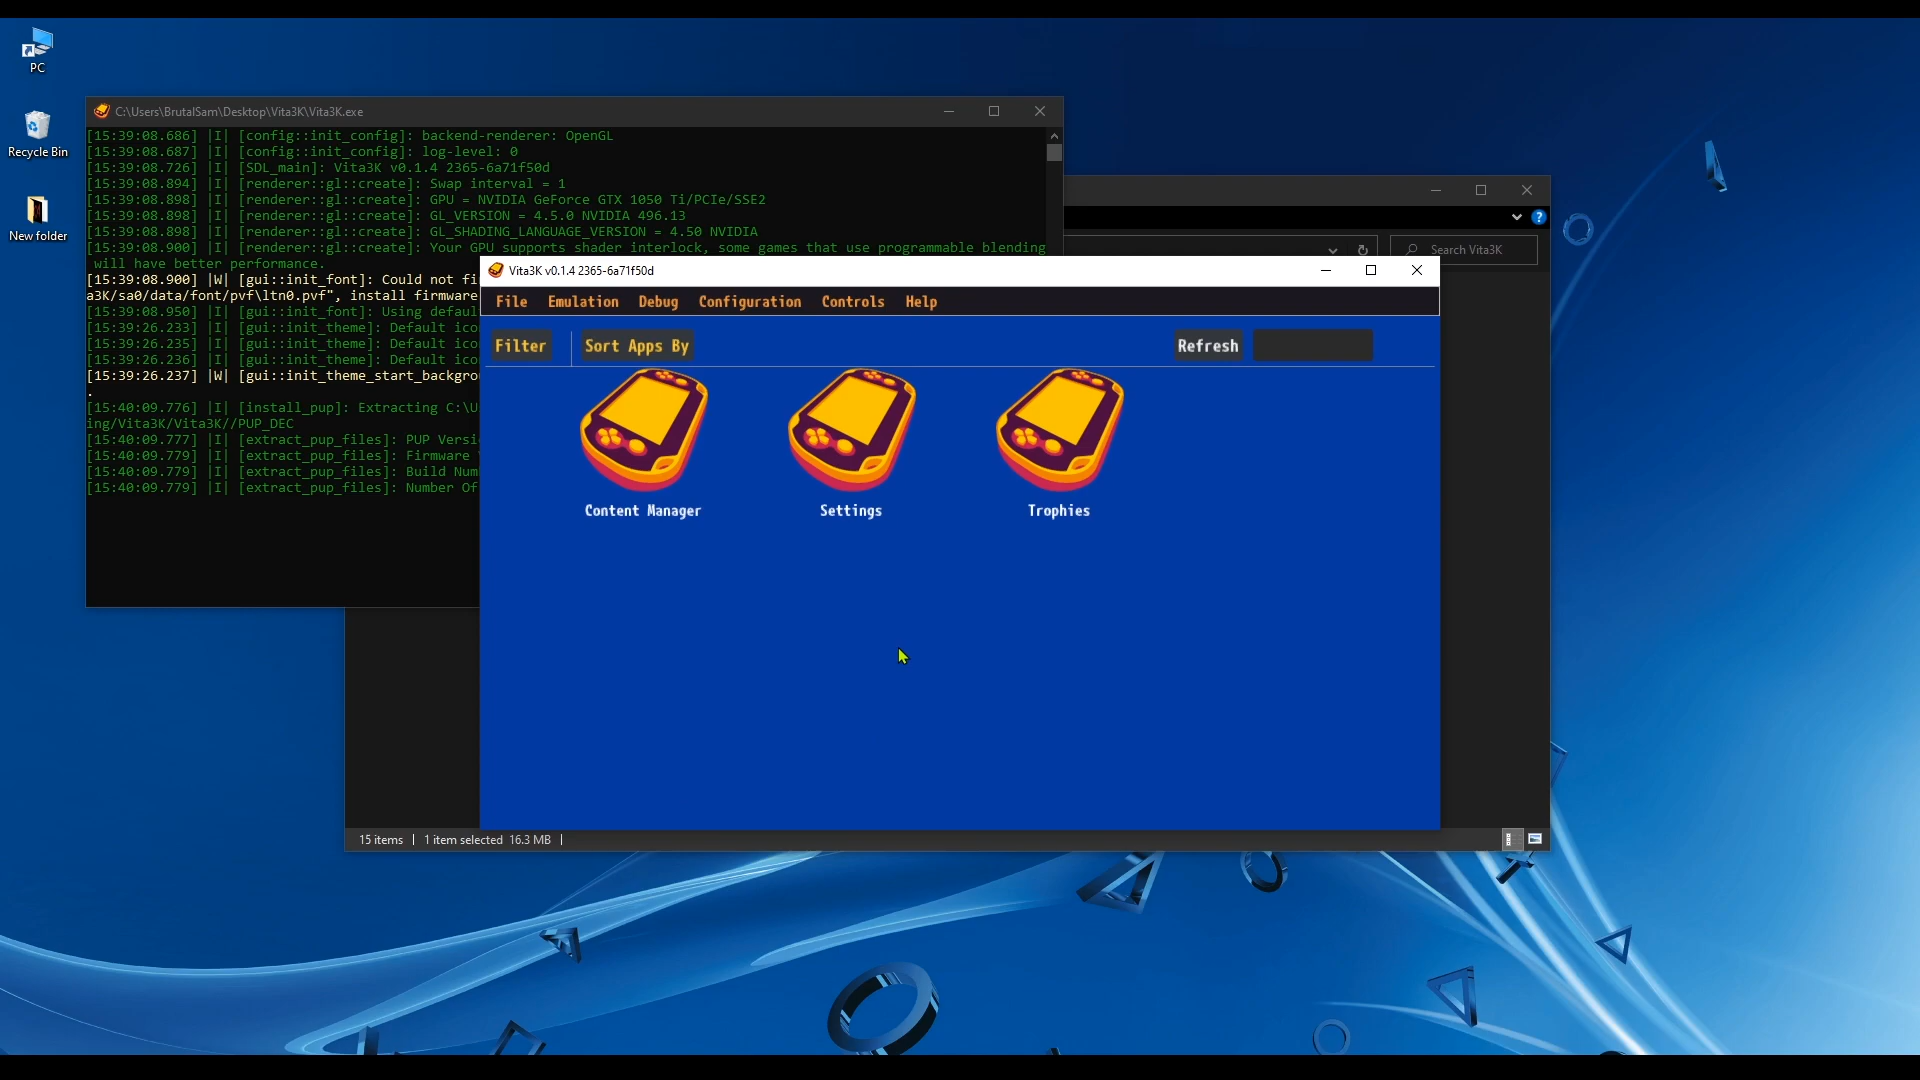 PC
Recycle Bin
New folder
C:\Users\BrutalSam\Desktop\Vita3K\Vita3K.exe
[15:39:08.686] |I| [config::init_config]: backend-renderer: OpenGL
[15:39:08.687] |I| [config::init_config]: log-level: 0
[15:39:08.726] |I| [SDL_main]: Vita3K v0.1.4 2365-6a71f50d
[15:39:08.894] |I| [renderer::gl::create]: Swap interval = 1
[15:39:08.898] |I| [renderer::gl::create]: GPU = NVIDIA GeForce GTX 1050 Ti/PCIe/SSE2
[15:39:08.898] |I| [renderer::gl::create]: GL_VERSION = 4.5.0 NVIDIA 496.13
[15:39:08.898] |I| [renderer::gl::create]: GL_SHADING_LANGUAGE_VERSION = 4.50 NVIDIA
[15:39:08.900] |I| [renderer::gl::create]: Your GPU supports shader interlock, some games that use programmable blending
will have better performance.
[15:39:08.900] |W| [gui::init_font]: Could not fi
a3K/sa0/data/font/pvf\ltn0.pvf", install firmware
[15:39:08.950] |I| [gui::init_font]: Using defaul
[15:39:26.233] |I| [gui::init_theme]: Default ico
[15:39:26.235] |I| [gui::init_theme]: Default ico
[15:39:26.236] |I| [gui::init_theme]: Default ico
[15:39:26.237] |W| [gui::init_theme_start_backgrou
.
[15:40:09.776] |I| [install_pup]: Extracting C:\U
ing/Vita3K/Vita3K//PUP_DEC
[15:40:09.777] |I| [extract_pup_files]: PUP Versi
[15:40:09.779] |I| [extract_pup_files]: Firmware
[15:40:09.779] |I| [extract_pup_files]: Build Num
[15:40:09.779] |I| [extract_pup_files]: Number Of
Search Vita3K
Vita3K v0.1.4 2365-6a71f50d
File Emulation Debug Configuration Controls Help
Filter Sort Apps By Refresh
Content Manager Settings Trophies
15 items | 1 item selected 16.3 MB |